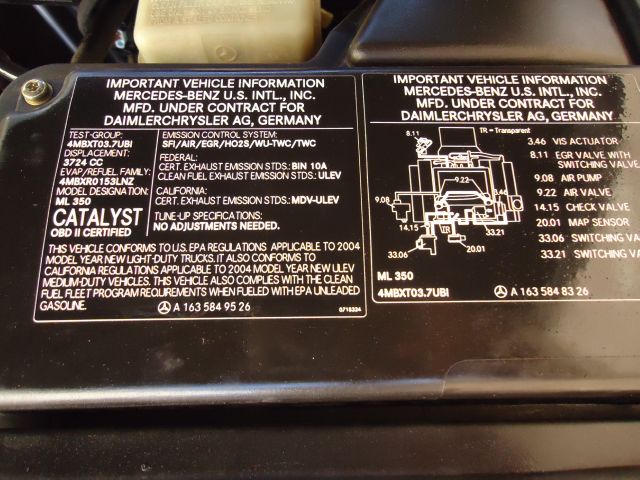 IMPORTANT VEHICLE INFORMATION
MERCEDES-BENZ U.S. INTL., INC.
MFD. UNDER CONTRACT FOR
DAIMLERCHRYSLER AG, GERMANY
TEST-GROUP:
4MBXT03.7UBI
DISPLACEMENT:
3724 CC
EVAP/REFUEL FAMILY:
4MBXR0153LNZ
MODEL DESIGNATION:
ML 350
CATALYST
OBD II CERTIFIED
EMISSION CONTROL SYSTEM:
SFI/AIR/EGR/HO2S/WU-TWC/TWC
FEDERAL:
CERT. EXHAUST EMISSION STDS.: BIN 10A
CLEAN FUEL EXHAUST EMISSION STDS.: ULEV
CALIFORNIA:
CERT. EXHAUST EMISSION STDS.: MDV-ULEV
TUNE-UP SPECIFICATIONS:
NO ADJUSTMENTS NEEDED.
THIS VEHICLE CONFORMS TO U.S. EPA REGULATIONS APPLICABLE TO 2004
MODEL YEAR NEW LIGHT-DUTY TRUCKS. IT ALSO CONFORMS TO
CALIFORNIA REGULATIONS APPLICABLE TO 2004 MODEL YEAR NEW ULEV
MEDIUM-DUTY VEHICLES. THIS VEHICLE ALSO COMPLIES WITH THE CLEAN
FUEL FLEET PROGRAM REQUIREMENTS WHEN FUELED WITH EPA UNLEADED
GASOLINE.
A 163 584 95 26
0715334
IMPORTANT VEHICLE INFORMATION
MERCEDES-BENZ U.S. INTL., INC.
MFD. UNDER CONTRACT FOR
DAIMLERCHRYSLER AG, GERMANY
TR = Transparent
8.11
9.22
3.46
9.08
14.15
TR
33.21
33.06
20.01
3.46 VIS ACTUATOR
8.11 EGR VALVE WITH
SWITCHING VALVE
9.08 AIR PUMP
9.22 AIR VALVE
14.15 CHECK VALVE
20.01 MAP SENSOR
33.06 SWITCHING VA
33.21 SWITCHING VA
ML 350
4MBXT03.7UBI
A 163 584 83 26